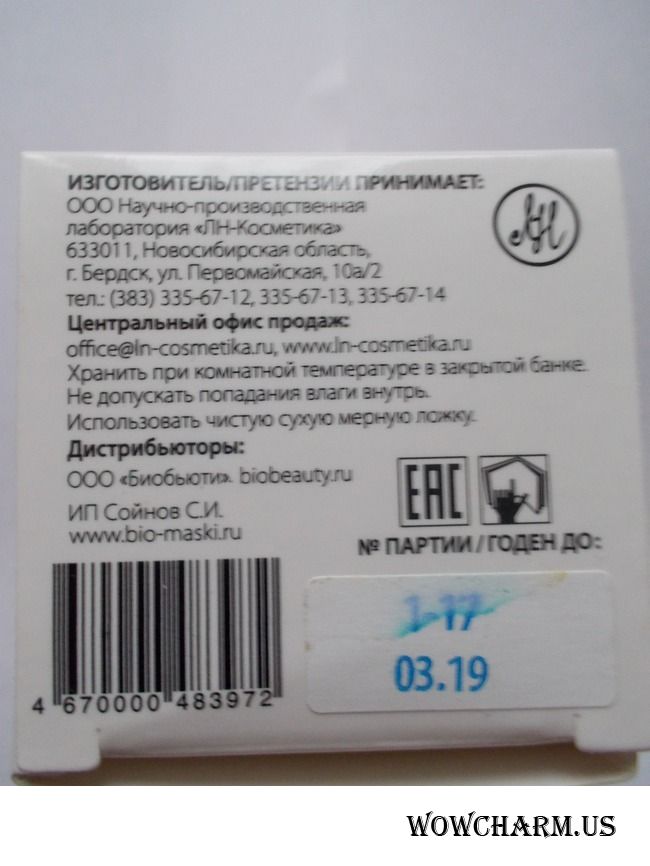 ИЗГОТОВИТЕЛЬ/ПРЕТЕНЗИИ ПРИНИМАЕТ:
ООО Научно-производственная
лаборатория «ЛН-Косметика»
633011, Новосибирская область,
г. Бердск, ул. Первомайская, 10а/2
тел.: (383) 335-67-12, 335-67-13, 335-67-14
Центральный офис продаж:
office@ln-cosmetika.ru, www.ln-cosmetika.ru
Хранить при комнатной температуре в закрытой банке.
Не допускать попадания влаги внутрь.
Использовать чистую сухую мерную ложку.
Дистрибьюторы:
ООО «Биобьюти». biobeauty.ru
ИП Сойнов С.И.
www.bio-maski.ru
ЛН
EAC
№ ПАРТИИ/ГОДЕН ДО:
1-17
03.19
4 670000 483972
WOWCHARM.US